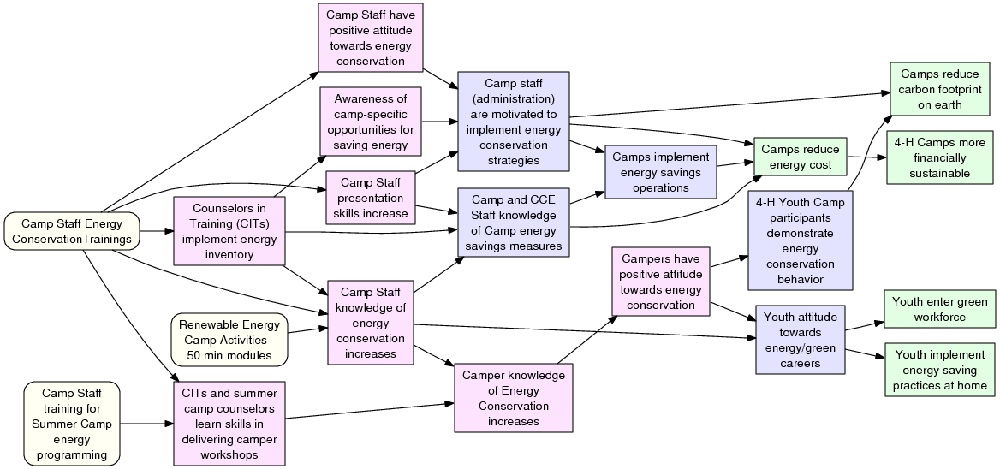 Camp Staff have
positive attitude
towards energy
conservation
Awareness of
camp-specific
opportunities for
saving energy
Camp Staff
presentation
skills increase
Camp Staff Energy
ConservationTrainings
Counselors in
Training (CITs)
implement energy
inventory
Camp Staff
knowledge of
energy
conservation
increases
Renewable Energy
Camp Activities -
50 min modules
Camp Staff
training for
Summer Camp
energy
programming
CITs and summer
camp counselors
learn skills in
delivering camper
workshops
Camp staff
(administration)
are motivated to
implement energy
conservation
strategies
Camp and CCE
Staff knowledge
of Camp energy
savings measures
Camper knowledge
of Energy
Conservation
increases
Camps implement
energy savings
operations
Campers have
positive attitude
towards energy
conservation
Camps reduce
energy cost
4-H Youth Camp
participants
demonstrate
energy
conservation
behavior
Youth attitude
towards
energy/green
careers
Camps reduce
carbon footprint
on earth
4-H Camps more
financially
sustainable
Youth enter green
workforce
Youth implement
energy saving
practices at home